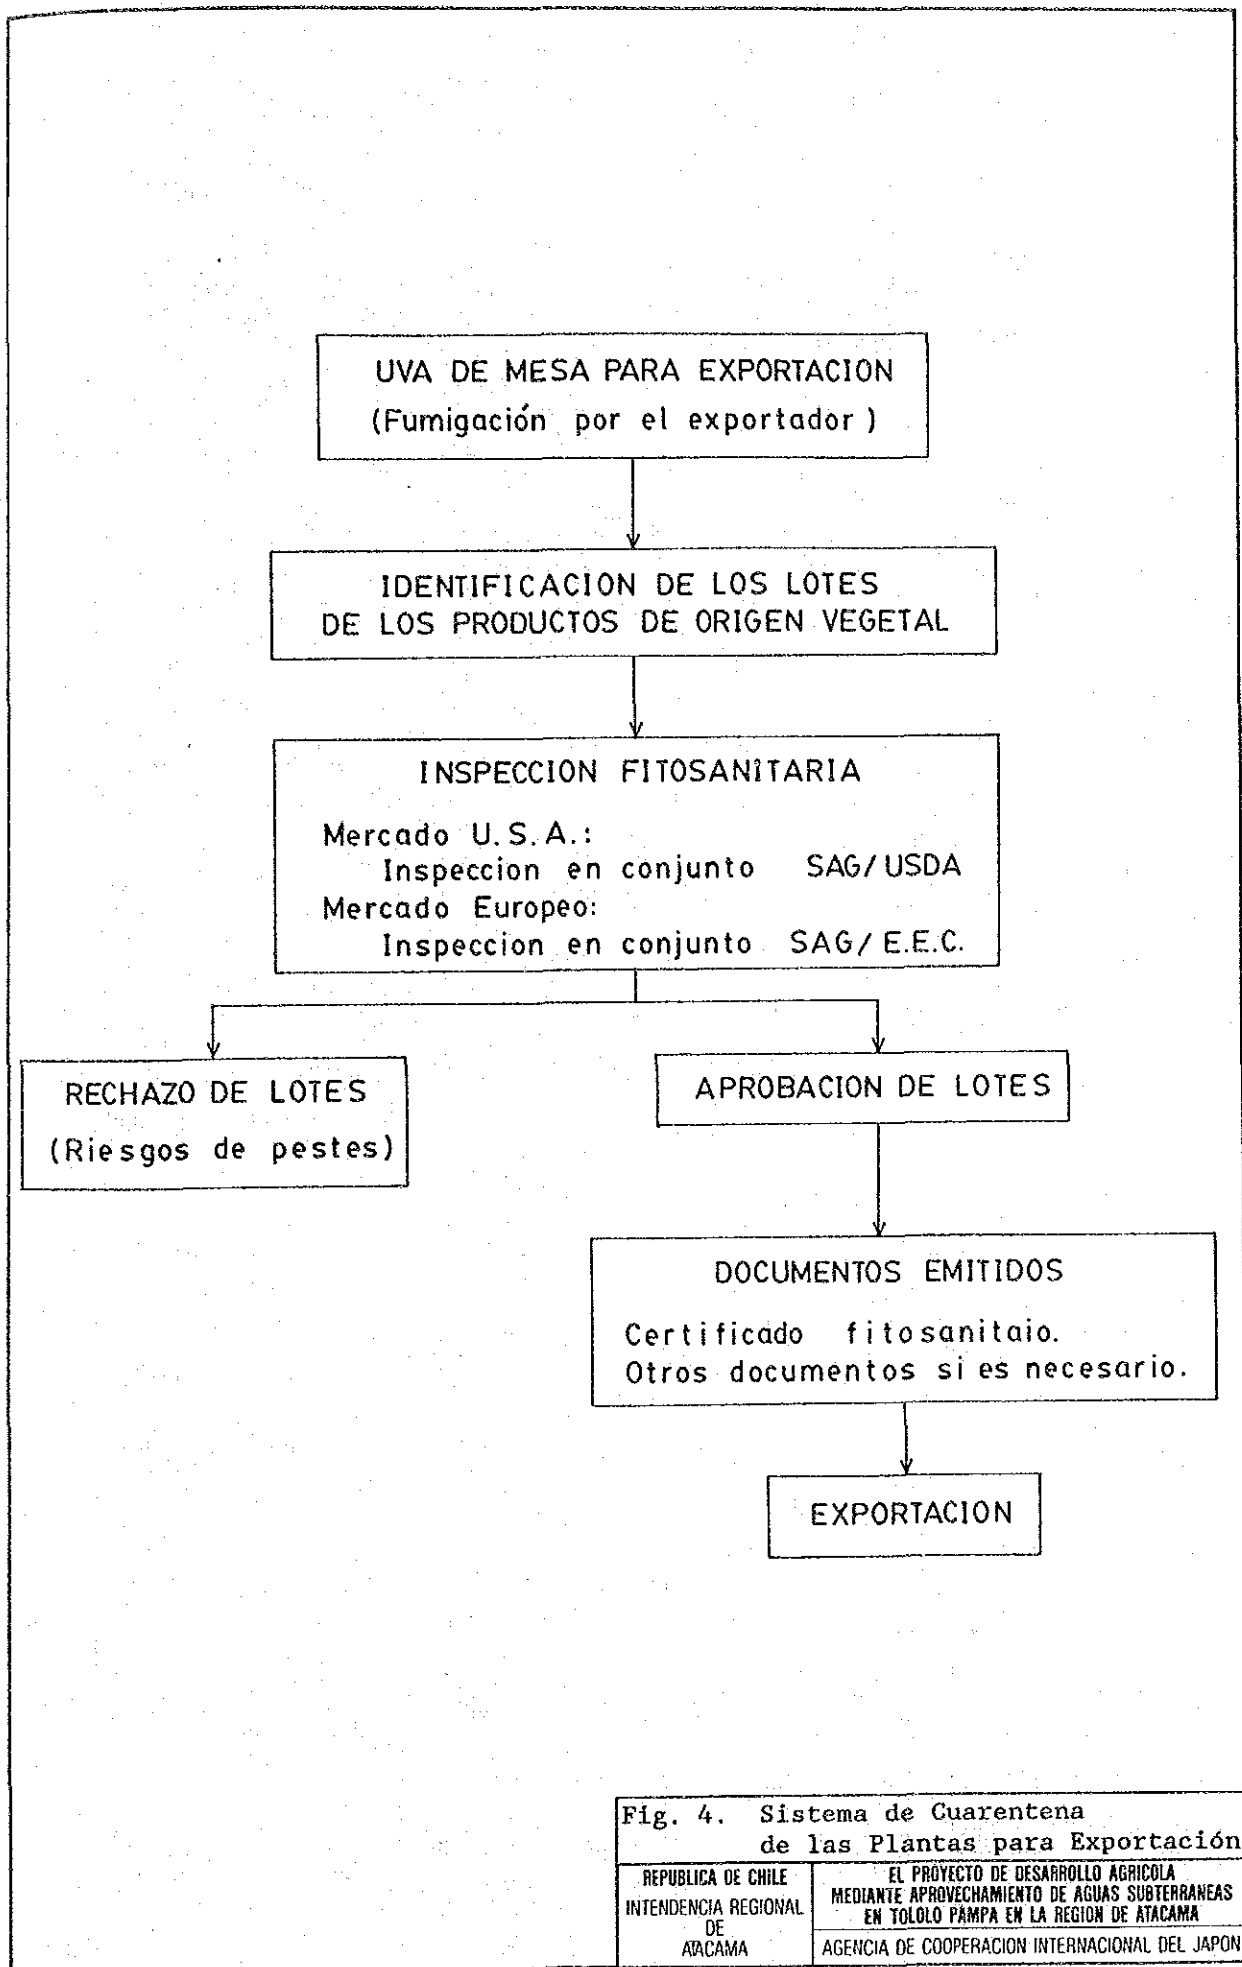 UVA DE MESA PARA EXPORTACION
(Fumigación por el exportador)
IDENTIFICACION DE LOS LOTES
DE LOS PRODUCTOS DE ORIGEN VEGETAL
INSPECCION FITOSANITARIA
Mercado U.S.A.:
Inspeccion en conjunto SAG/USDA
Mercado Europeo:
Inspeccion en conjunto SAG/E.E.C.
RECHAZO DE LOTES
(Riesgos de pestes)
APROBACION DE LOTES
DOCUMENTOS EMITIDOS
Certificado fitosanitaio.
Otros documentos si es necesario.
EXPORTACION
Fig. 4. Sistema de Cuarentena
de las Plantas para Exportación
REPUBLICA DE CHILE
INTENDENCIA REGIONAL
DE
ATACAMA
EL PROYECTO DE DESARROLLO AGRICOLA
MEDIANTE APROVECHAMIENTO DE AGUAS SUBTERRANEAS
EN TOLOLO PAMPA EN LA REGION DE ATACAMA
AGENCIA DE COOPERACION INTERNACIONAL DEL JAPON